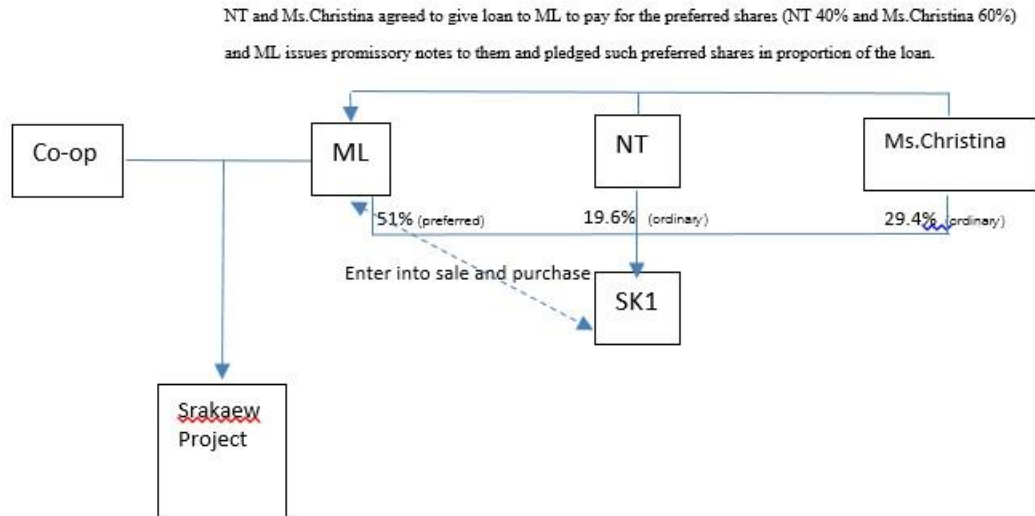 NT and Ms.Christina agreed to give loan to ML to pay for the preferred shares (NT 40% and Ms.Christina 60%)
and ML issues promissory notes to them and pledged such preferred shares in proportion of the loan.
Co-op
ML
NT
Ms.Christina
51% (preferred)
19.6% (ordinary)
29.4% (ordinary)
Enter into sale and purchase
SK1
Srakaew
Project